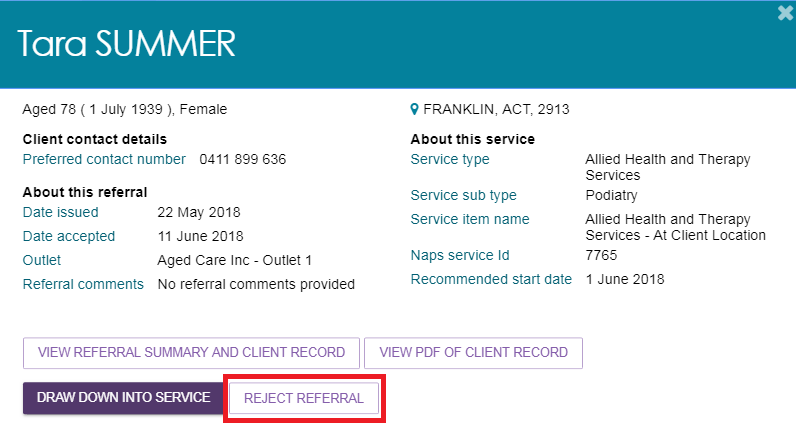 Tara SUMMER
Aged 78 ( 1 July 1939 ), Female
Client contact details
Preferred contact number 0411 899 636
About this referral
Date issued 22 May 2018
Date accepted 11 June 2018
Outlet Aged Care Inc - Outlet 1
Referral comments No referral comments provided
FRANKLIN, ACT, 2913
About this service
Service type Allied Health and Therapy
Services
Service sub type Podiatry
Service item name Allied Health and Therapy
Services - At Client Location
Naps service Id 7765
Recommended start date 1 June 2018
VIEW REFERRAL SUMMARY AND CLIENT RECORD
VIEW PDF OF CLIENT RECORD
DRAW DOWN INTO SERVICE
REJECT REFERRAL